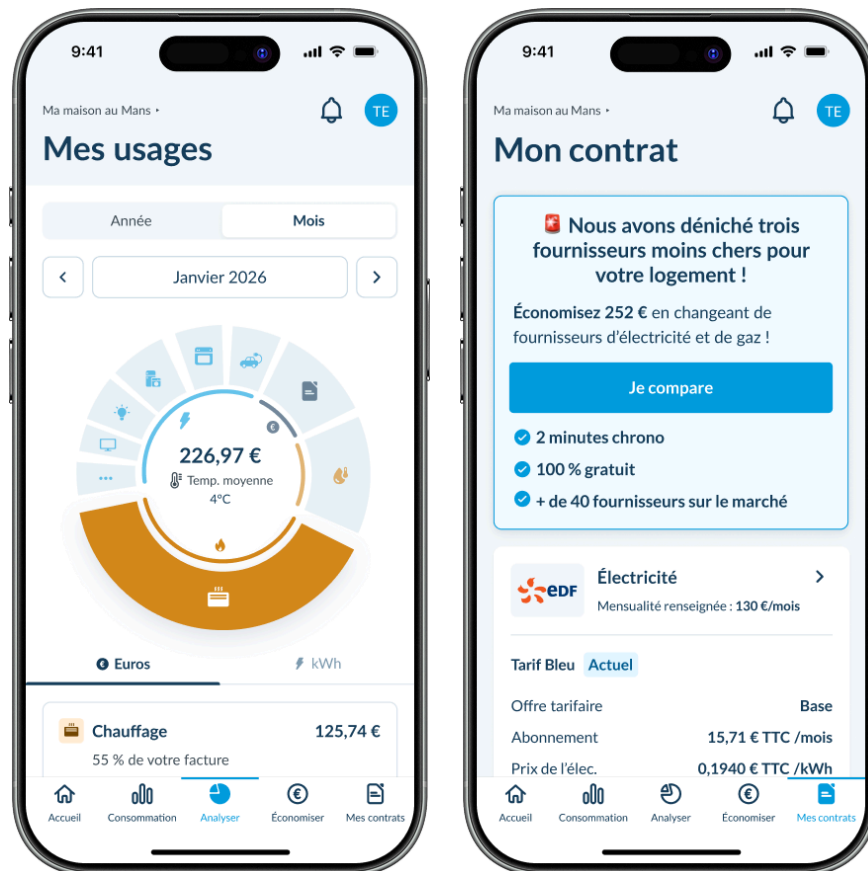 9:41
Ma maison au Mans
TE
Mes usages
Année
Mois
Janvier 2026
226,97 €
Temp. moyenne
4°C
Euros
kWh
Chauffage
125,74 €
55 % de votre facture
Accueil
Consommation
Analyser
Économiser
Mes contrats
9:41
Ma maison au Mans
TE
Mon contrat
🚨 Nous avons déniché trois
fournisseurs moins chers pour
votre logement !
Économisez 252 € en changeant de
fournisseurs d'électricité et de gaz !
Je compare
2 minutes chrono
100 % gratuit
+ de 40 fournisseurs sur le marché
eDF
Électricité
Mensualité renseignée : 130 €/mois
Tarif Bleu
Actuel
Offre tarifaire
Base
Abonnement
15,71 € TTC /mois
Prix de l'élec.
0,1940 € TTC /kWh
Accueil
Consommation
Analyser
Économiser
Mes contrats